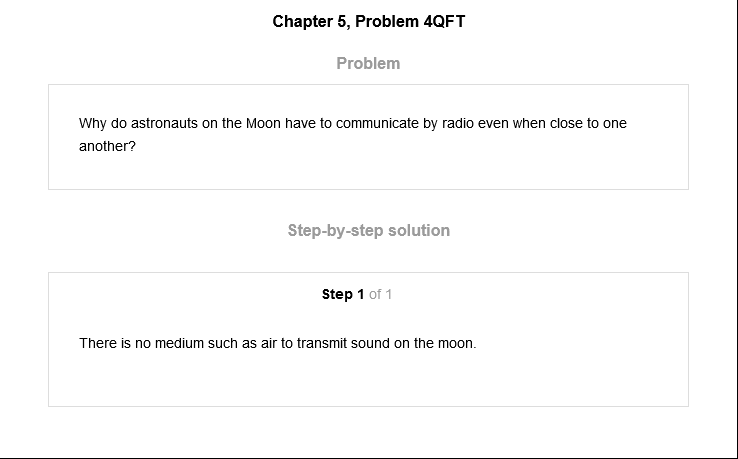 Chapter 5, Problem 4QFT
Problem
Why do astronauts on the Moon have to communicate by radio even when close to one
another?
Step-by-step solution
Step 1 of 1
There is no medium such as air to transmit sound on the moon.